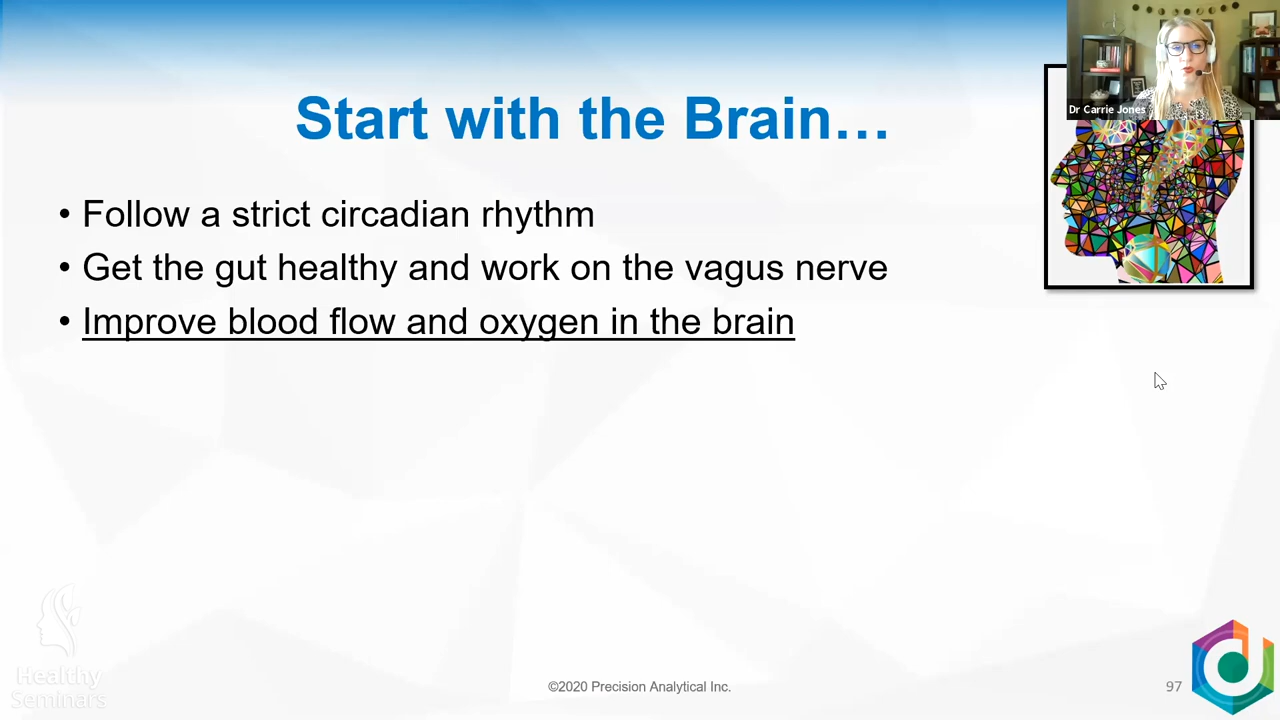 Dr Carrie Jones
Start with the Brain…
• Follow a strict circadian rhythm
• Get the gut healthy and work on the vagus nerve
• Improve blood flow and oxygen in the brain
Healthy
Seminars
©2020 Precision Analytical Inc.
97